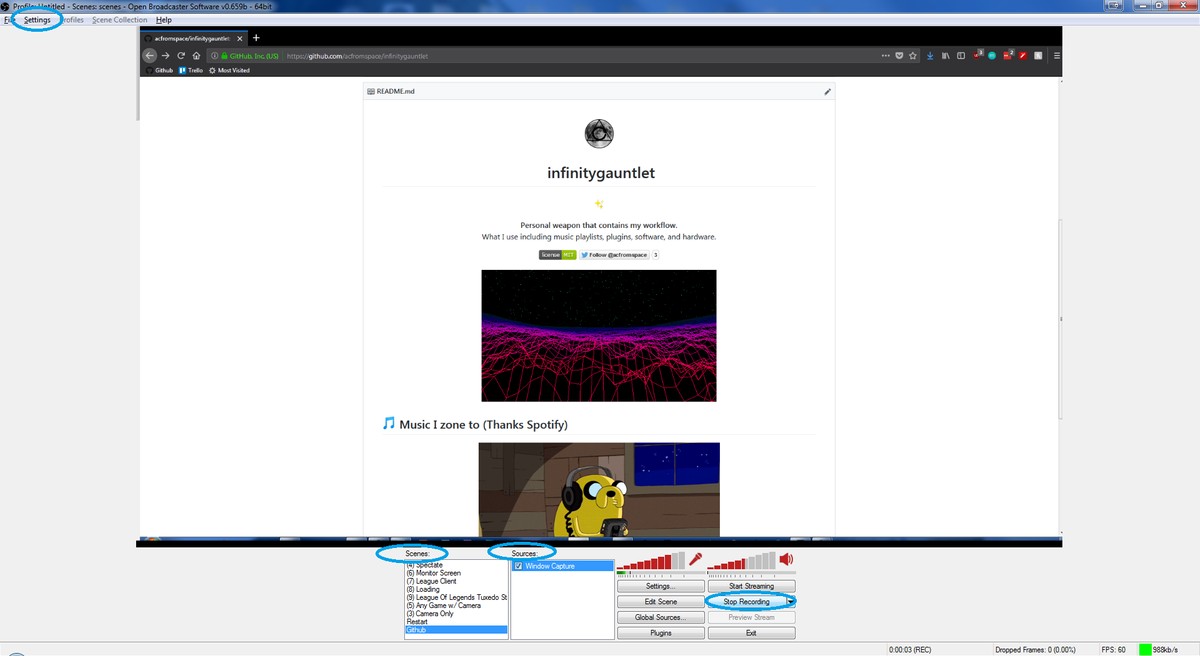 Profile: Untitled - Scenes: scenes - Open Broadcaster Software v0.659b - 64bit
Settings Profiles Scene Collection Help
acfromspace/infinitygauntlet
GitHub, Inc. (US) https://github.com/acfromspace/infinitygauntlet
Github Trello Most Visited
README.md
infinitygauntlet
Personal weapon that contains my workflow.
What I use including music playlists, plugins, software, and hardware.
license MIT Follow @acfromspace 3
Music I zone to (Thanks Spotify)
Scenes: Sources:
(4) Spectate
(6) Monitor Screen
(7) League Client
(8) Loading
(9) League Of Legends Tuxedo St
(5) Any Game w/ Camera
(3) Camera Only
Restart
Github
Window Capture
Settings... Start Streaming
Edit Scene Stop Recording
Global Sources... Preview Stream
Plugins Exit
0:00:03 (REC) Dropped Frames: 0 (0.00%) FPS: 60 988kb/s